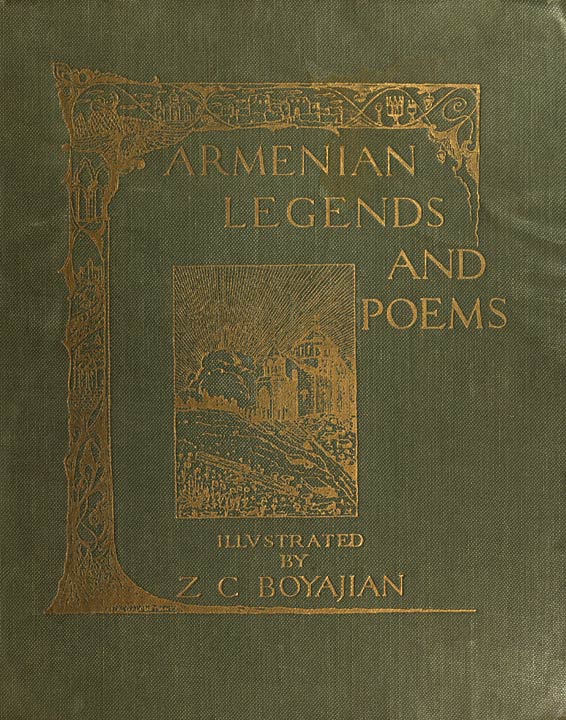 ARMENIAN
LEGENDS
AND
POEMS
ILLVSTRATED
BY
Z C BOYAJIAN